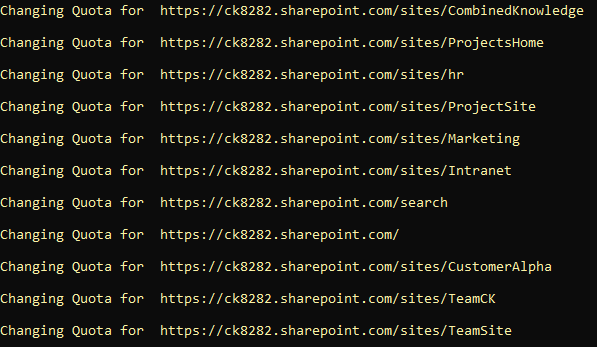 Changing Quota for  https://ck8282.sharepoint.com/sites/CombinedKnowledge
Changing Quota for  https://ck8282.sharepoint.com/sites/ProjectsHome
Changing Quota for  https://ck8282.sharepoint.com/sites/hr
Changing Quota for  https://ck8282.sharepoint.com/sites/ProjectSite
Changing Quota for  https://ck8282.sharepoint.com/sites/Marketing
Changing Quota for  https://ck8282.sharepoint.com/sites/Intranet
Changing Quota for  https://ck8282.sharepoint.com/search
Changing Quota for  https://ck8282.sharepoint.com/
Changing Quota for  https://ck8282.sharepoint.com/sites/CustomerAlpha
Changing Quota for  https://ck8282.sharepoint.com/sites/TeamCK
Changing Quota for  https://ck8282.sharepoint.com/sites/TeamSite